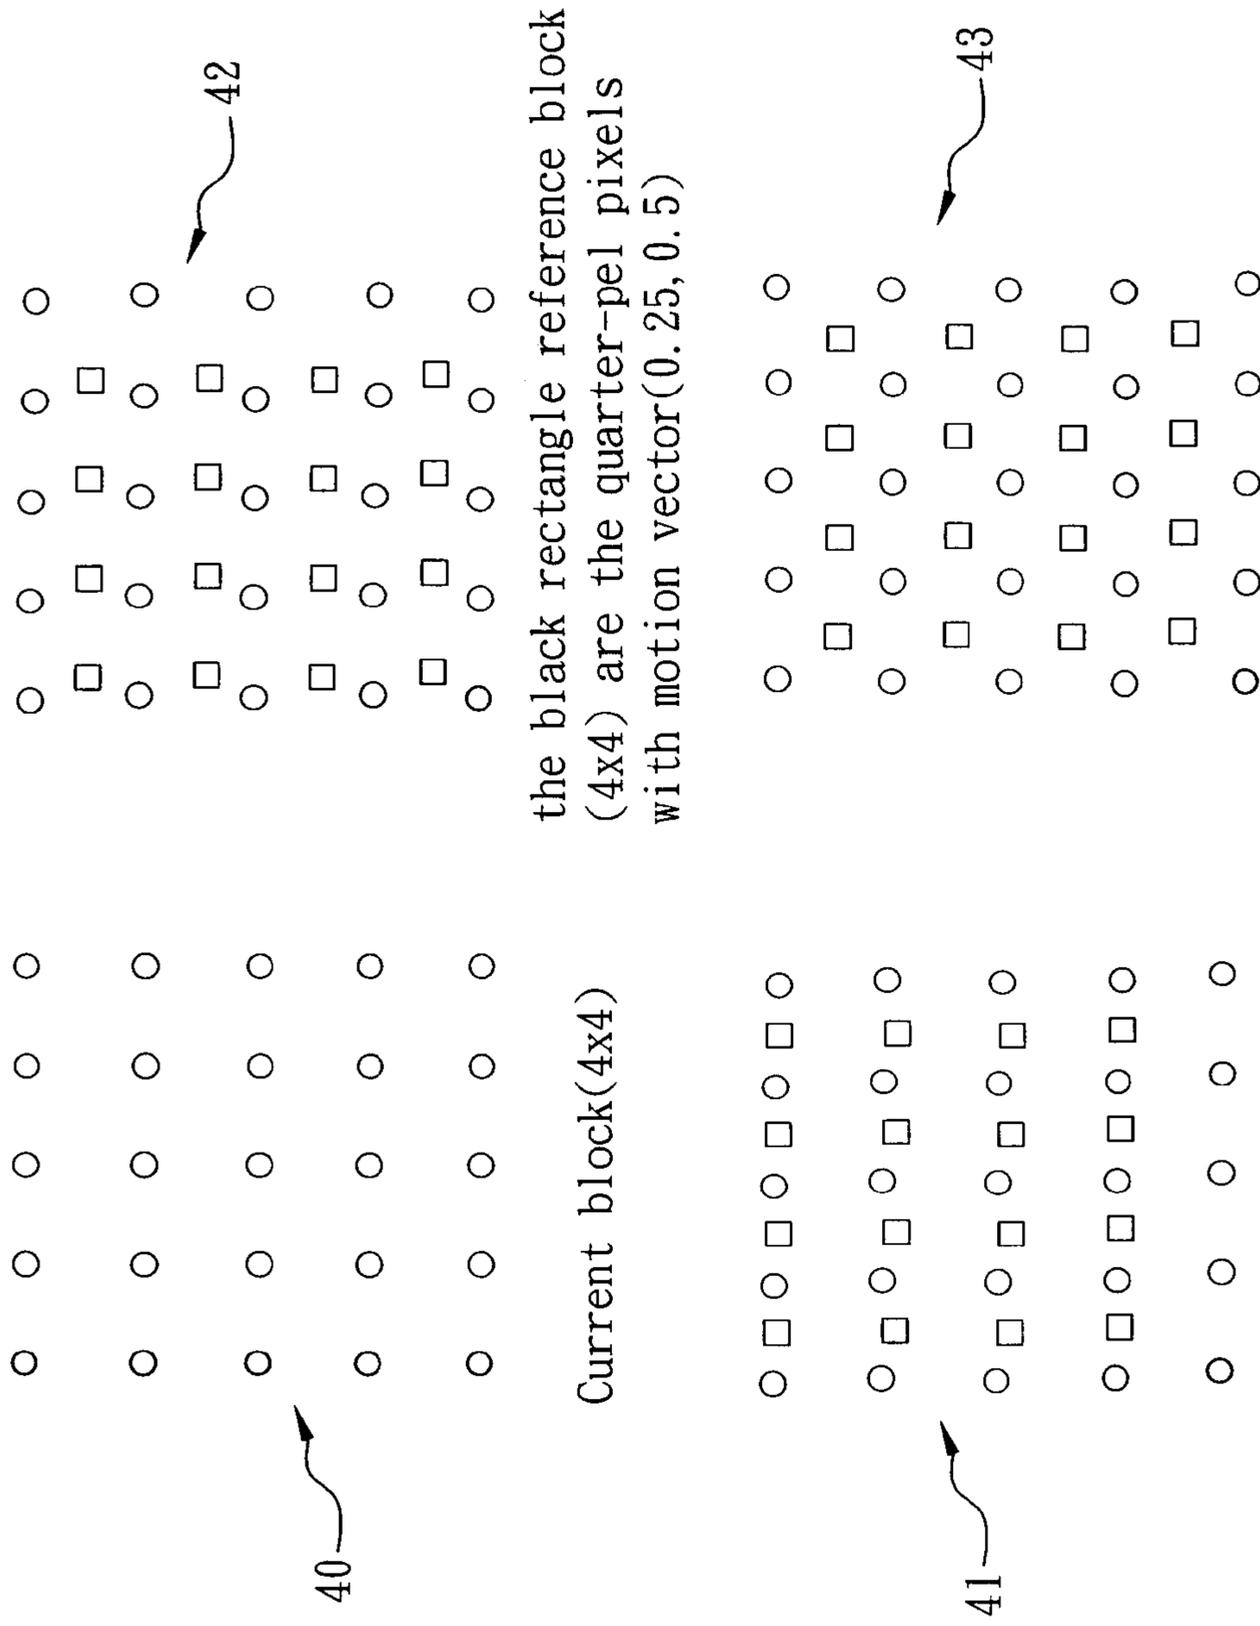 40
Current block(4x4)
42
the black rectangle reference block
(4x4) are the quarter-pel pixels
with motion vector(0.25,0.5)
41
43